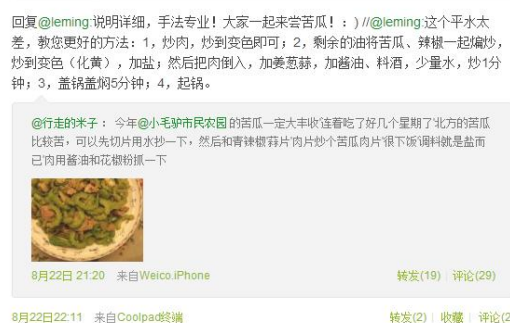 回复@leming:说明详细，手法专业！大家一起来尝苦瓜！：) //@leming:这个平水太
差，教您更好的方法：1，炒肉，炒到变色即可；2，剩余的油将苦瓜、辣椒一起煸炒，
炒到变色（化黄），加盐；然后把肉倒入，加姜葱蒜，加酱油、料酒，少量水，炒1分
钟；3，盖锅盖焖5分钟；4，起锅。
@行走的米子： 今年@小毛驴市民农园 的苦瓜一定大丰收'连着吃了好几个星期了'北方的苦瓜
比较苦，可以先切片用水抄一下，然后和青辣椒'蒜片'肉片炒个苦瓜肉片'很下饭'调料就是盐而
已'肉用酱油和花椒粉抓一下
8月22日 21:20 来自Weico.iPhone 转发(19) | 评论(29)
8月22日22:11 来自Coolpad终端 转发(2) | 收藏 | 评论(2